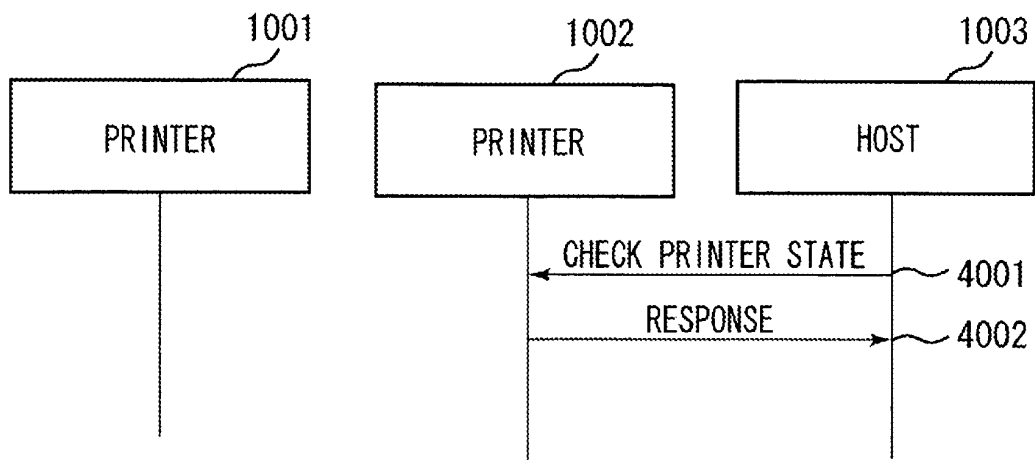 1001
1002
1003
PRINTER
PRINTER
HOST
CHECK PRINTER STATE
4001
RESPONSE
4002